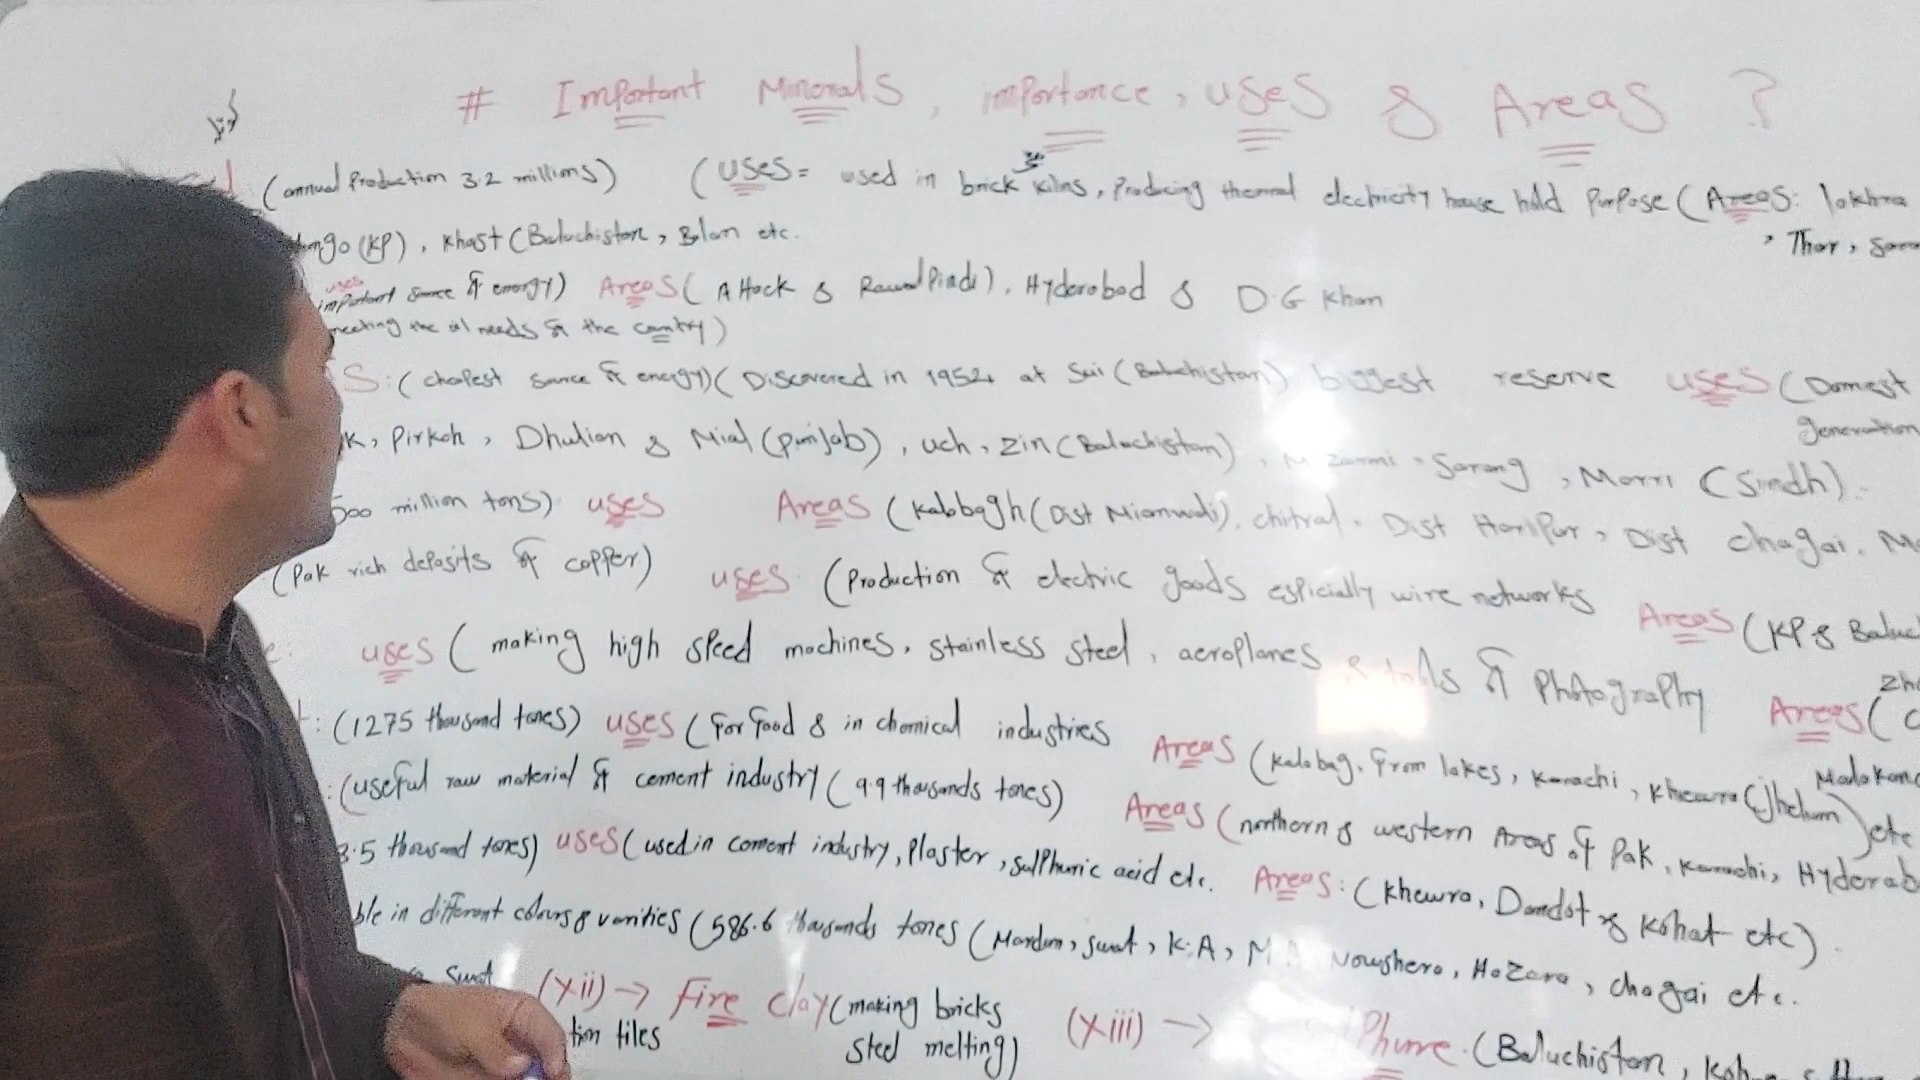 # Important Minerals, importance, uses & Areas ?
(annual Production 3.2 millions) (uses= used in brick kilns, Producing thermal electricity house hold Purpose (Areas: lokhra
, Thar,
(KP), Khost (Baluchistan, Bolan etc.
uses
important source of energy) Areas (Attock & RawalPindi), Hyderabad & D.G Khan
meeting the oil needs of the country)
S: (cheapest source of energy) (Discovered in 1952 at Sui (Baluchistan) biggest reserve uses (Domest
generation
K, Pirkoh, Dhulian & Mial (Punjab), uch, Zin (Baluchistan), Sarang, Marri (Sindh).
500 million tons) uses Areas (Kalabagh (Dist Mianwali), chitral, Dist HariPur, Dist chagai, M
(Pak rich deposits of copper) uses (Production of electric goods espicially wire networks Areas (KP & Baluc
e: uses (making high speed machines, stainless steel, aeroplanes & tools of Photography Areas (C
: (1275 thousand tones) uses (For food & in chemical industries Areas (Kalabag, From lakes, Karachi, Khewra (Jhelum) etc
Malakan
: (useful raw material of cement industry (9.9 thousands tones) Areas (northern & western Areas of Pak, Karachi, Hyderab
3.5 thousand tones) uses (used in cement industry, Plaster, sulPhuric acid etc. Areas: (Khewra, Dandot & Kohat etc).
ble in different colours & varities (586.6 thousands tones (Mardan, swat, K.A, M.A Nowshera, HaZara, chagai etc.
Swat (xii) → Fire clay (making bricks
tion tiles steel melting)
(xiii) → Phure. (Baluchistan,